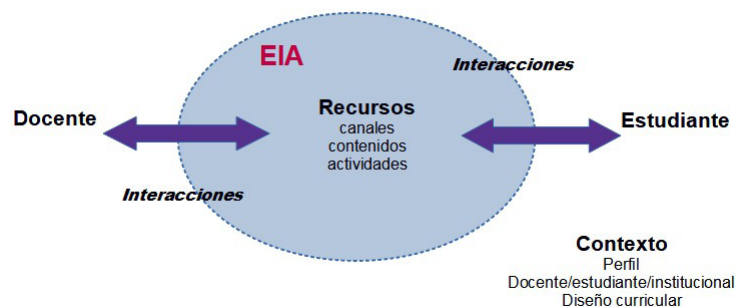 EIA
Interacciones
Recursos
canales
contenidos
actividades
Docente
Estudiante
Interacciones
Contexto
Perfil
Docente/estudiante/institucional
Diseño curricular